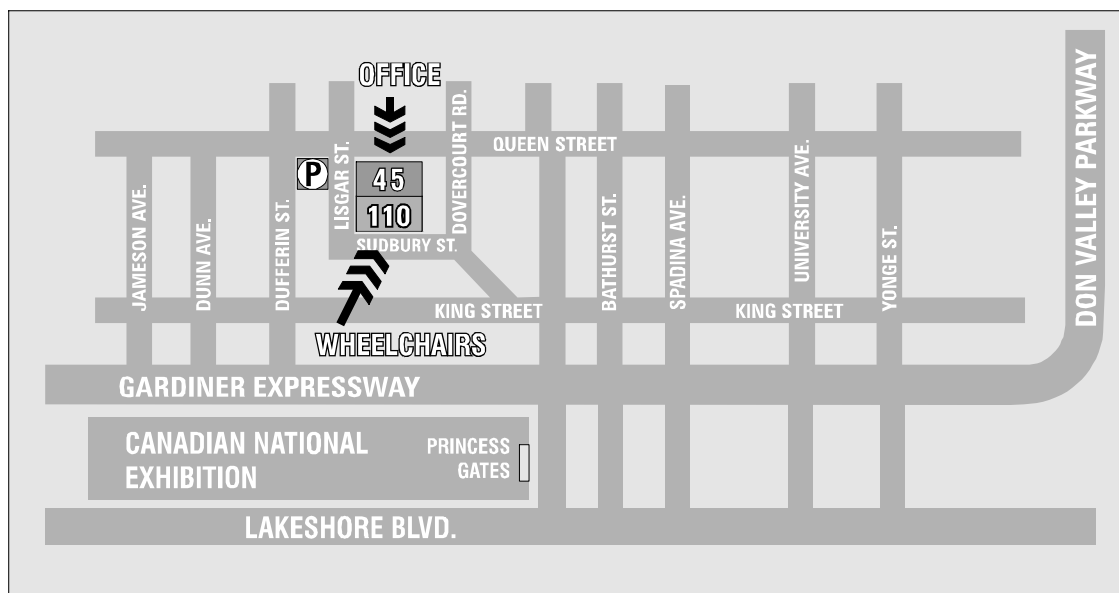 OFFICE
QUEEN STREET
P
45
110
LISGAR ST.
DOVERCOURT RD.
SUDBURY ST.
JAMESON AVE.
DUNN AVE.
DUFFERIN ST.
BATHURST ST.
SPADINA AVE.
UNIVERSITY AVE.
YONGE ST.
DON VALLEY PARKWAY
KING STREET
KING STREET
WHEELCHAIRS
GARDINER EXPRESSWAY
CANADIAN NATIONAL
EXHIBITION
PRINCESS
GATES
LAKESHORE BLVD.